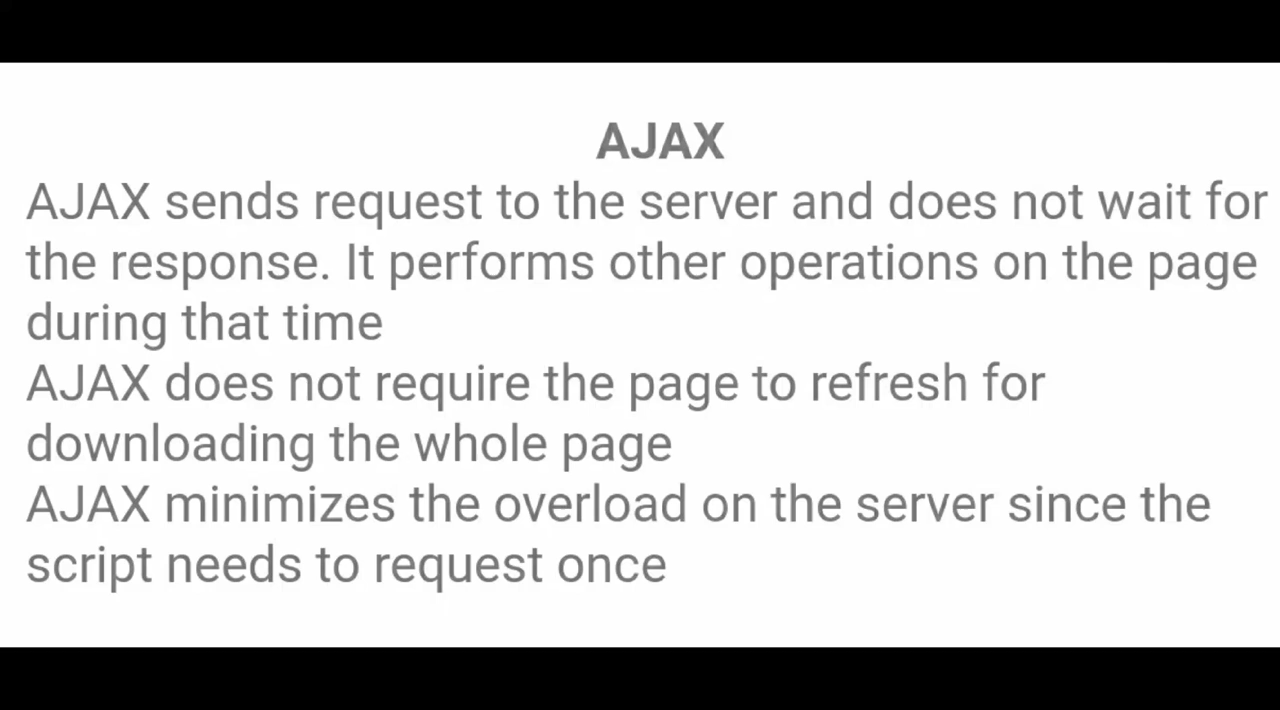 AJAX
AJAX sends request to the server and does not wait for
the response. It performs other operations on the page
during that time
AJAX does not require the page to refresh for
downloading the whole page
AJAX minimizes the overload on the server since the
script needs to request once